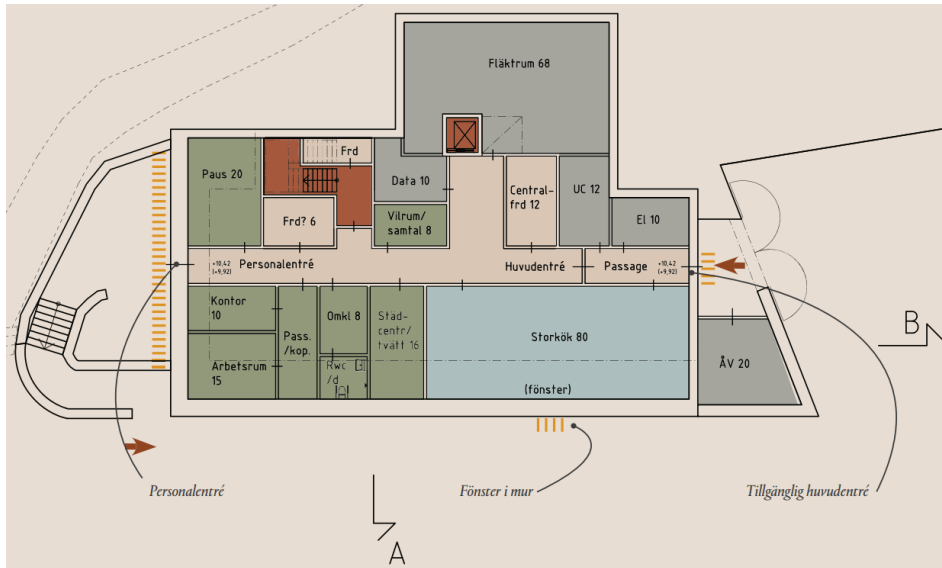 Fläktrum 68
Frd
Paus 20
Data 10
Central-
frd 12
UC 12
Frd? 6
Vilrum/
samtal 8
El 10
+10,42
(+9,92)
Personalentré
Huvudentré
Passage
+10,42
(+9,92)
Kontor
10
Pass.
/kop.
Omkl 8
Städ-
centr/
tvätt 16
Storkök 80
B
Arbetsrum
15
Rwc
/d
ÅV 20
(fönster)
Personalentré
Fönster i mur
Tillgänglig huvudentré
A